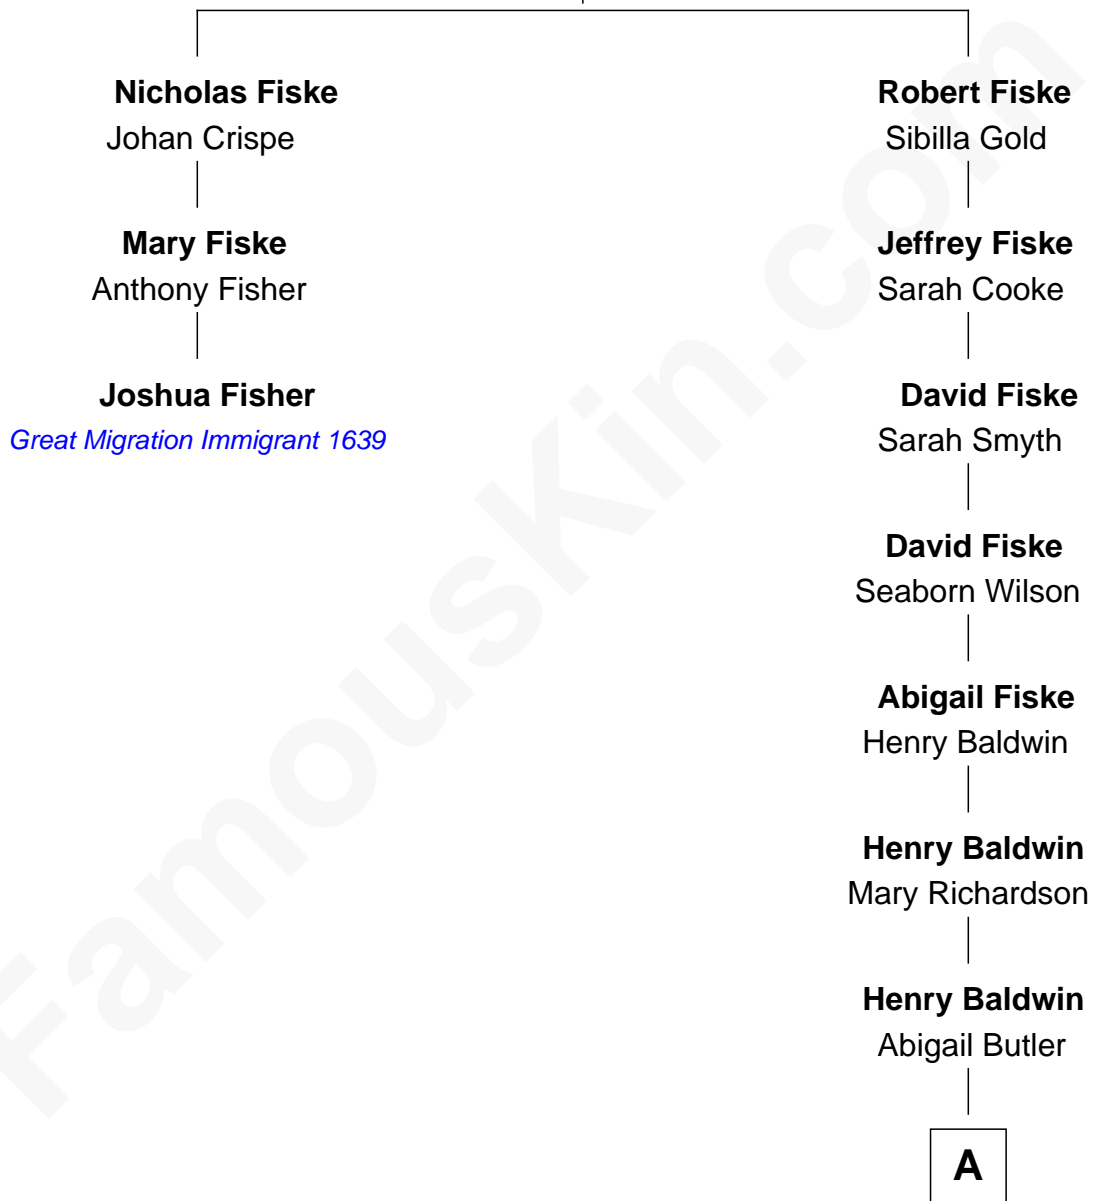 Nicholas Fiske
Johan Crispe
Mary Fiske
Anthony Fisher
Joshua Fisher
Great Migration Immigrant 1639
Robert Fiske
Sibilla Gold
Jeffrey Fiske
Sarah Cooke
David Fiske
Sarah Smyth
David Fiske
Seaborn Wilson
Abigail Fiske
Henry Baldwin
Henry Baldwin
Mary Richardson
Henry Baldwin
Abigail Butler
A
FamousKin.com